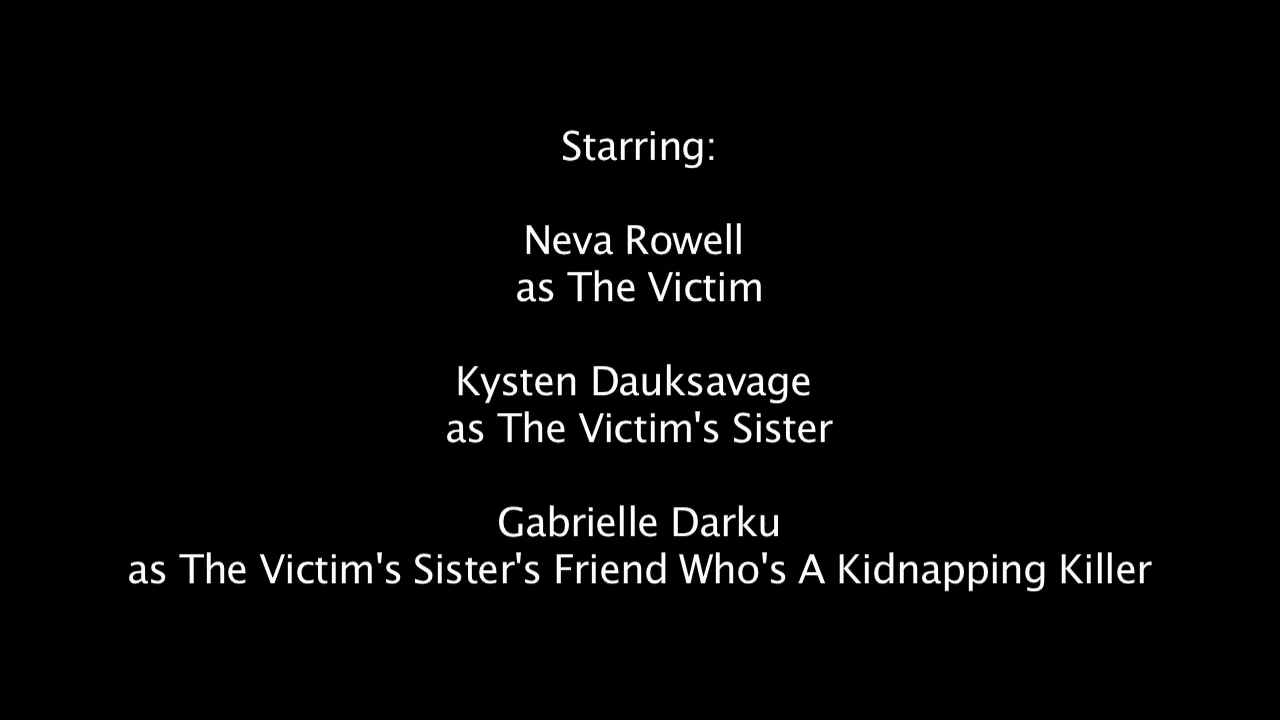 Starring:
Neva Rowell
as The Victim
Kysten Dauksavage
as The Victim's Sister
Gabrielle Darku
as The Victim's Sister's Friend Who's A Kidnapping Killer